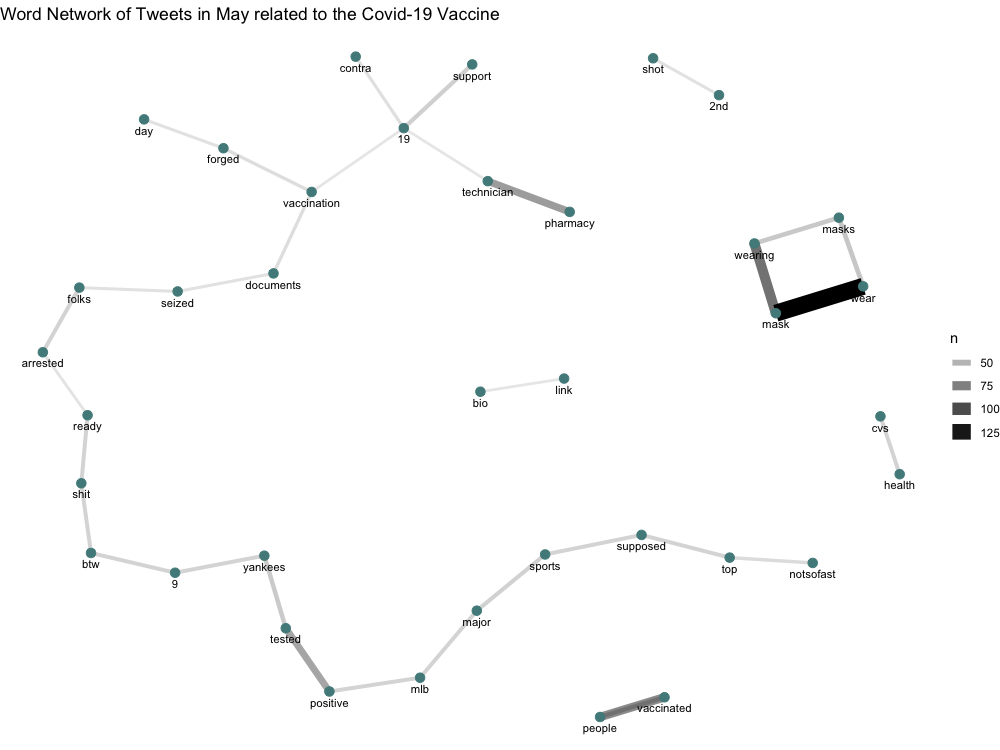 Word Network of Tweets in May related to the Covid-19 Vaccine
contra
support
shot
2nd
day
19
forged
technician
vaccination
pharmacy
masks
wearing
documents
folks
seized
wear
mask
n
arrested
50
link
75
bio
100
ready
cvs
125
health
shit
supposed
btw
yankees
sports
top
notsofast
9
major
tested
mlb
positive
vaccinated
people